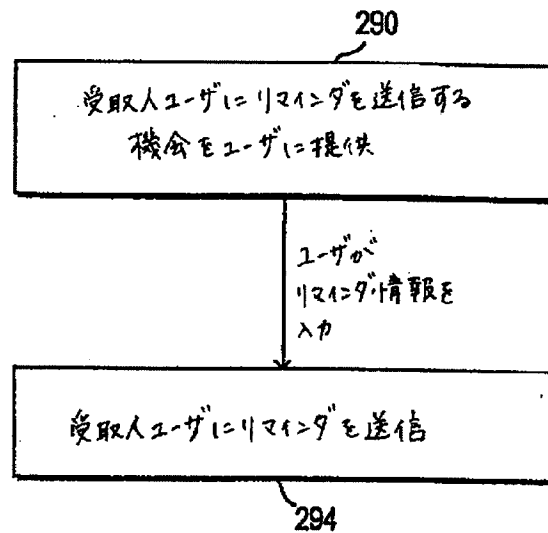 290
受取人ユーザにリマインダを送信する
機会をユーザに提供
ユーザが
リマインダ情報を
入力
受取人ユーザにリマインダを送信
294